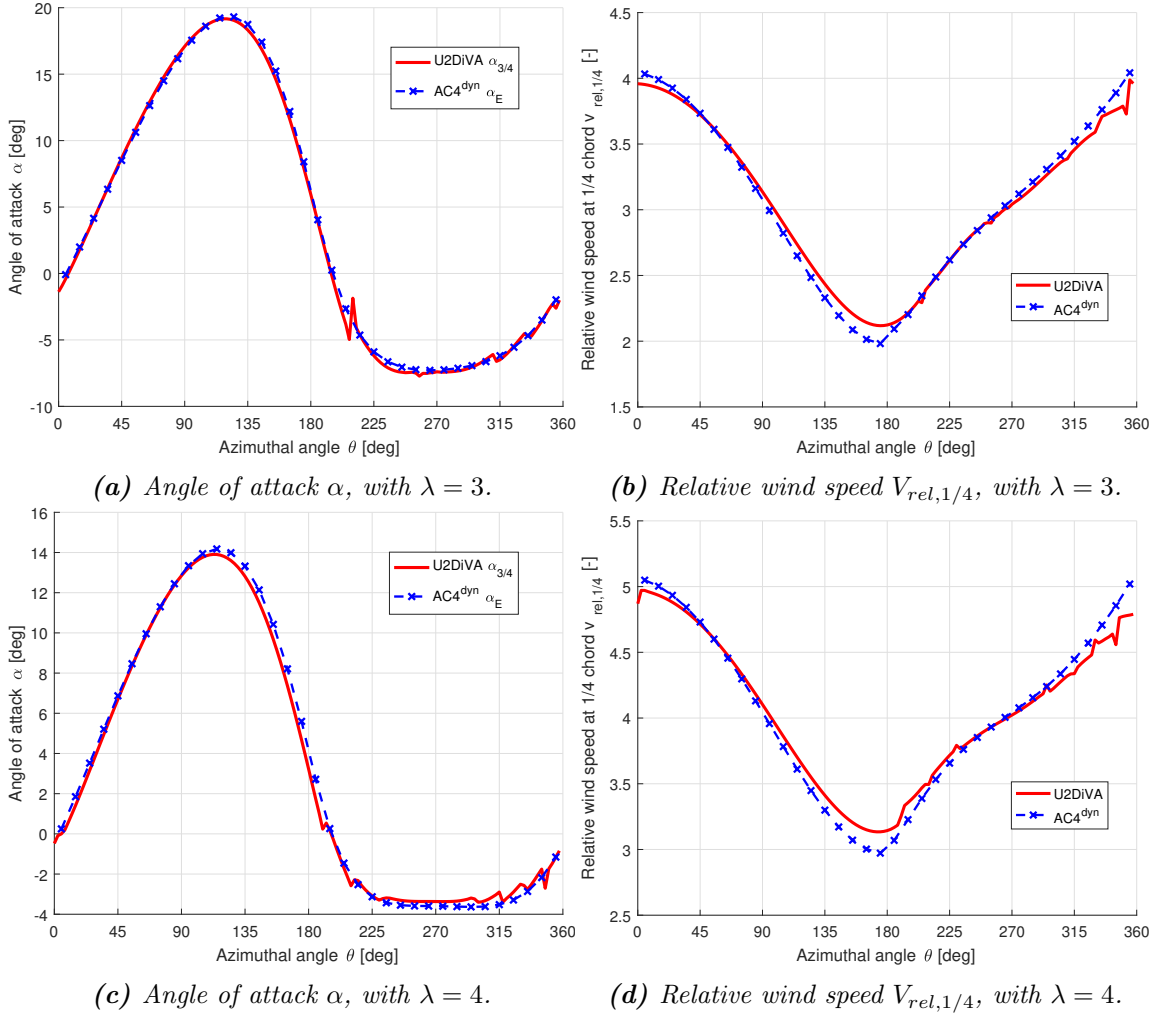 20
15
10
5
0
-5
-10
Angle of attack α [deg]
0 45 90 135 180 225 270 315 360
Azimuthal angle θ [deg]
U2DiVA α3/4
AC4dyn αE
(a) Angle of attack α, with λ = 3.
4.5
4
3.5
3
2.5
2
1.5
Relative wind speed at 1/4 chord v rel,1/4 [-]
0 45 90 135 180 225 270 315 360
Azimuthal angle θ [deg]
U2DiVA
AC4dyn
(b) Relative wind speed Vrel,1/4, with λ = 3.
16
14
12
10
8
6
4
2
0
-2
-4
Angle of attack α [deg]
0 45 90 135 180 225 270 315 360
Azimuthal angle θ [deg]
U2DiVA α3/4
AC4dyn αE
(c) Angle of attack α, with λ = 4.
5.5
5
4.5
4
3.5
3
2.5
Relative wind speed at 1/4 chord v rel,1/4 [-]
0 45 90 135 180 225 270 315 360
Azimuthal angle θ [deg]
U2DiVA
AC4dyn
(d) Relative wind speed Vrel,1/4, with λ = 4.